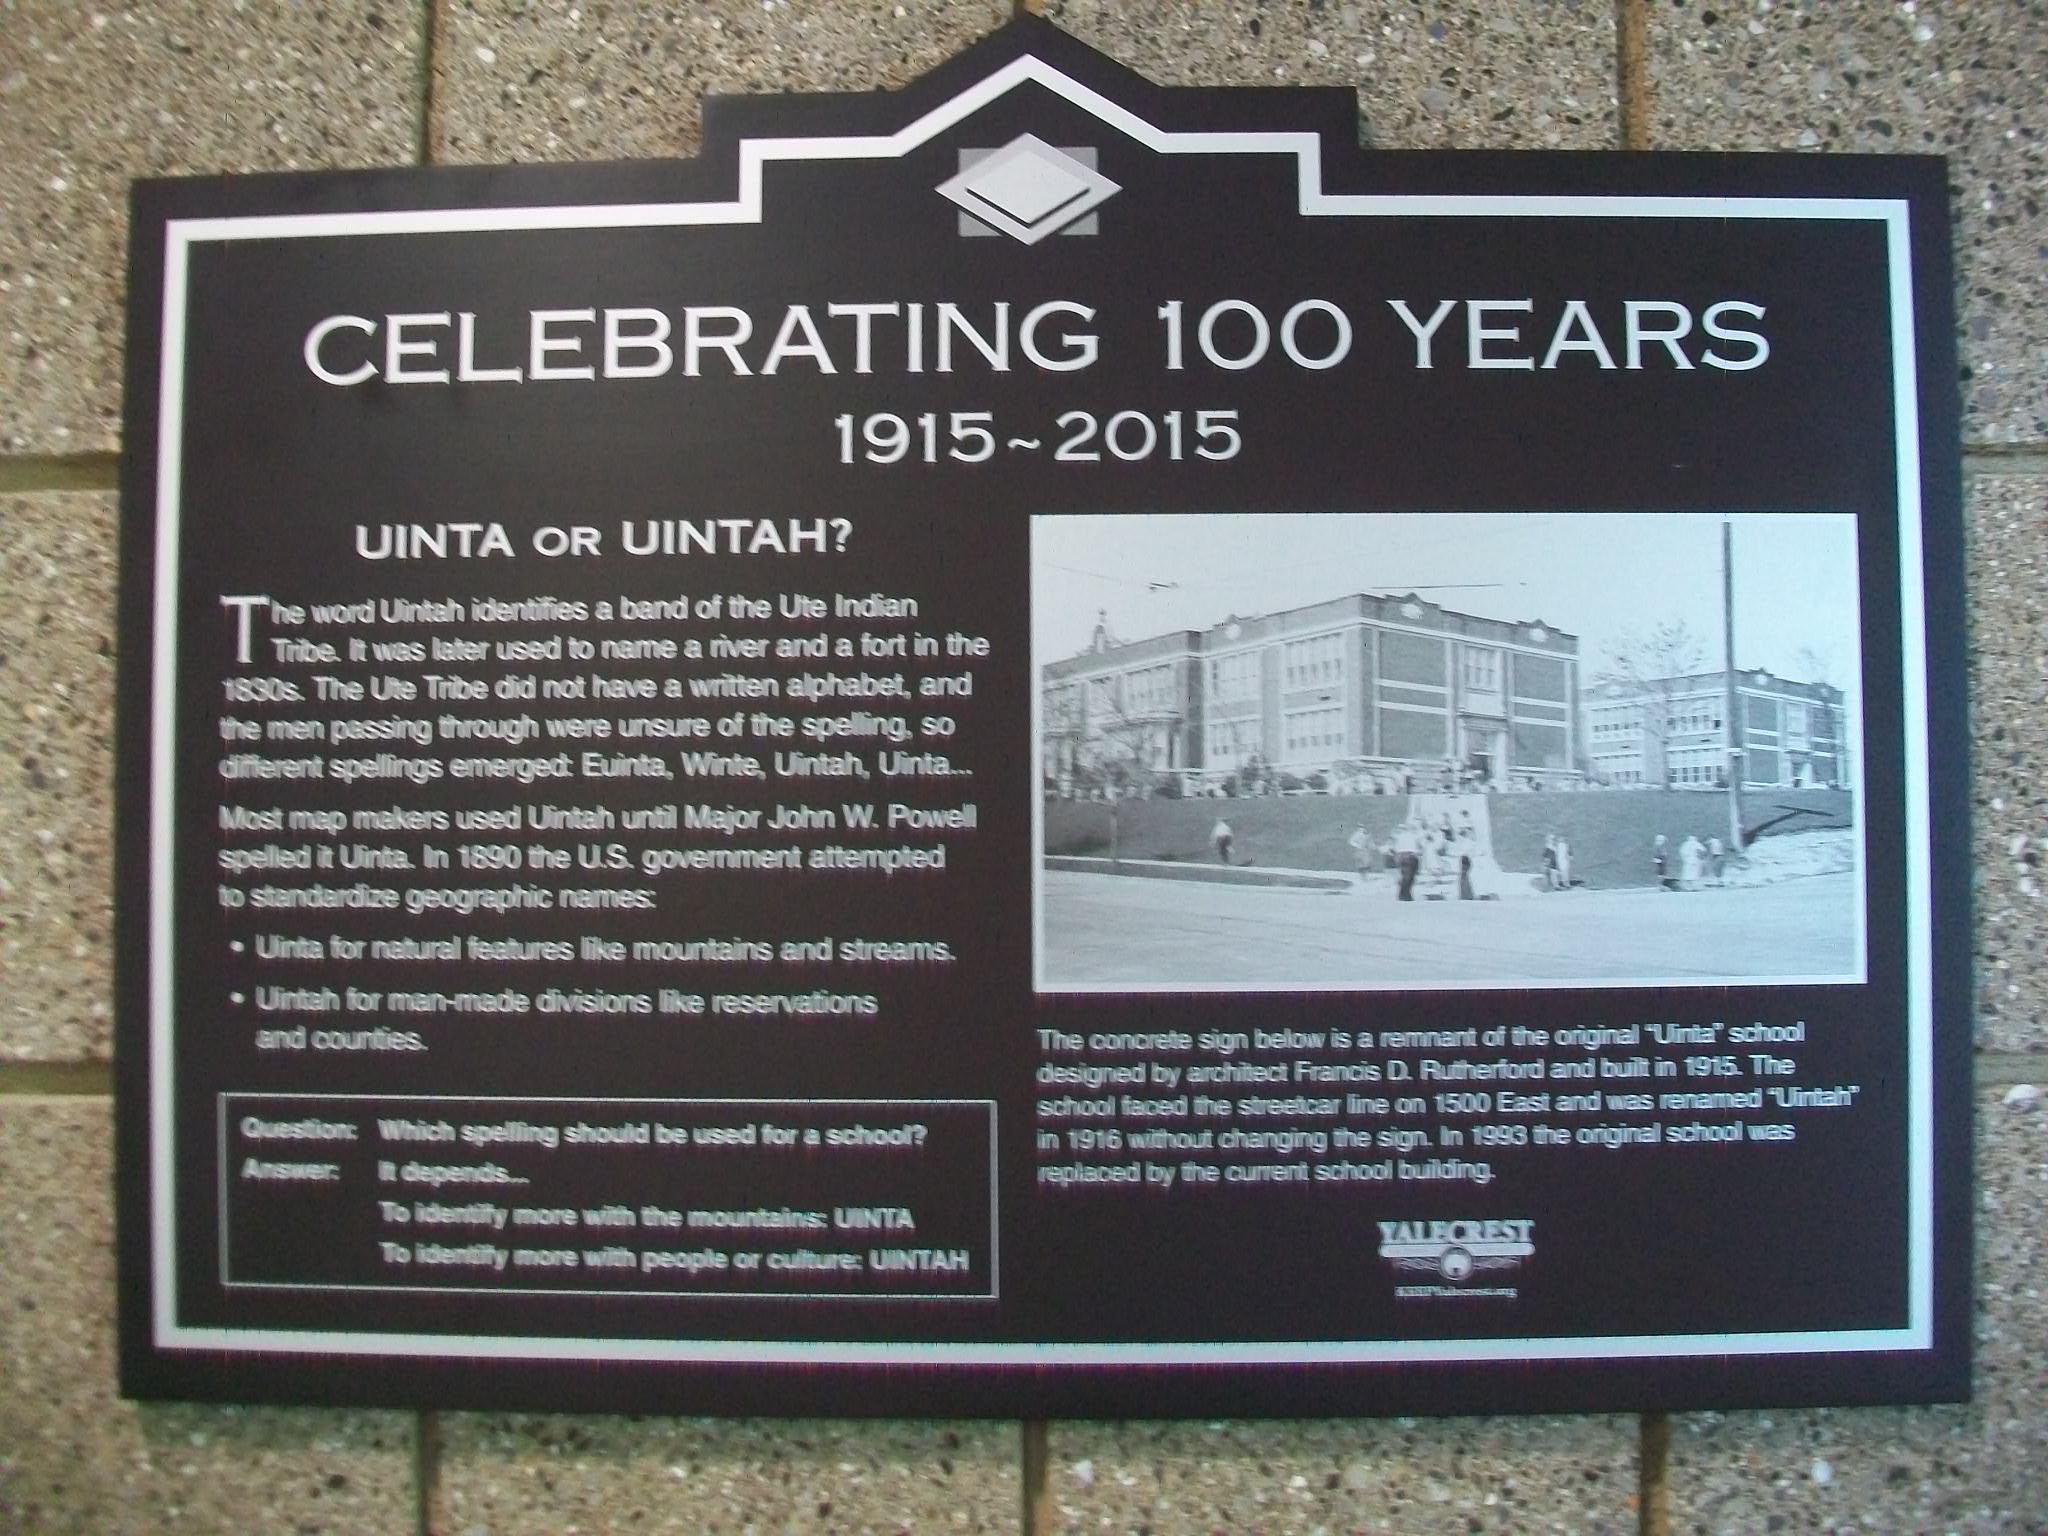 CELEBRATING 100 YEARS
1915~2015
UINTA OR UINTAH?
The word Uintah identifies a band of the Ute Indian
Tribe. It was later used to name a river and a fort in the
1830s. The Ute Tribe did not have a written alphabet, and
the men passing through were unsure of the spelling, so
different spellings emerged: Euinta, Winte, Uintah, Uinta...
Most map makers used Uintah until Major John W. Powell
spelled it Uinta. In 1890 the U.S. government attempted
to standardize geographic names:
• Uinta for natural features like mountains and streams.
• Uintah for man-made divisions like reservations
and counties.
Question: Which spelling should be used for a school?
Answer: It depends...
To identify more with the mountains: UINTA
To identify more with people or culture: UINTAH
The concrete sign below is a remnant of the original "Uinta" school
designed by architect Francis D. Rutherford and built in 1915. The
school faced the streetcar line on 1500 East and was renamed "Uintah"
in 1916 without changing the sign. In 1993 the original school was
replaced by the current school building.
YALECREST
KEEPYalecrest.org